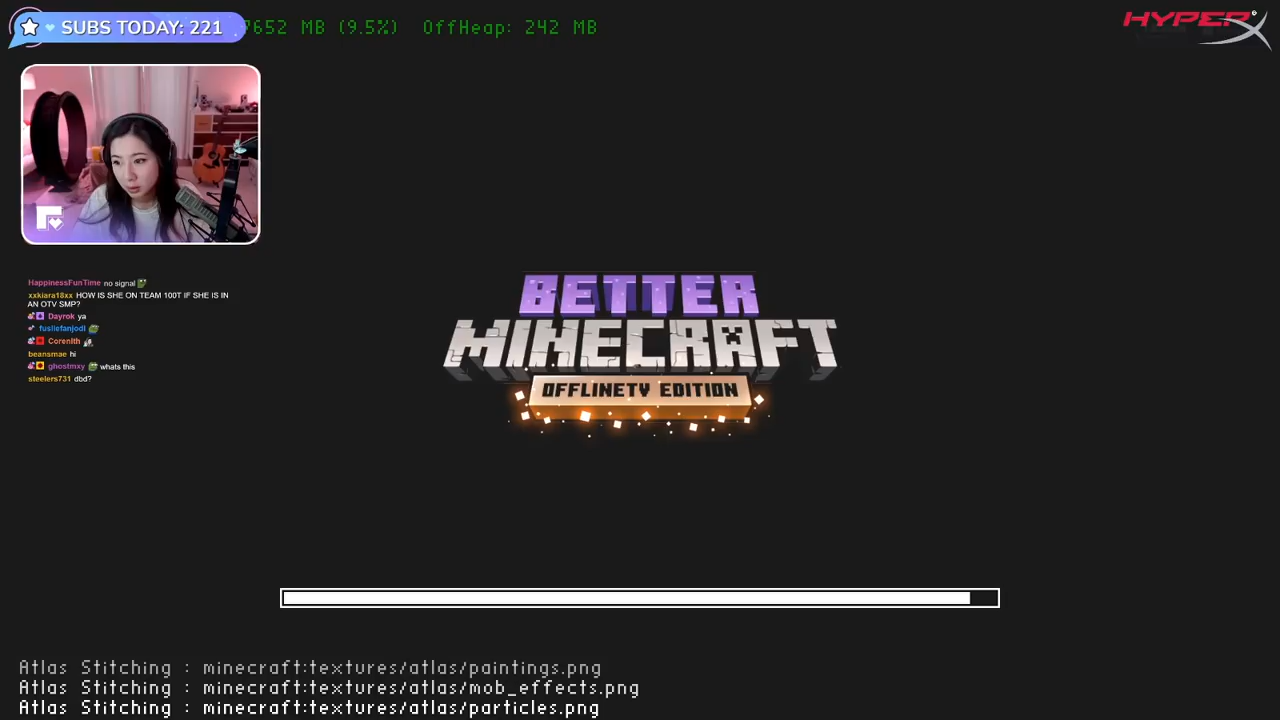 SUBS TODAY: 221
7652 MB (9.5%) OffHeap: 242 MB
HYPERX
HappinessFunTime no signal
xxkiara18xx HOW IS SHE ON TEAM 100T IF SHE IS IN
AN OTV SMP?
Dayrok ya
fusiiefanjodi
Corenith
beansmae hi
ghostmxy whats this
steelers731 dbd?
BETTER
MINECRAFT
OFFLINETV EDITION
Atlas Stitching : minecraft:textures/atlas/paintings.png
Atlas Stitching : minecraft:textures/atlas/mob_effects.png
Atlas Stitching : minecraft:textures/atlas/particles.png